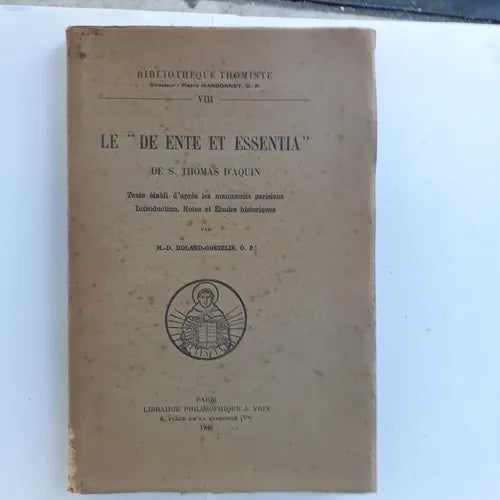 BIBLIOTHÈQUE THOMISTE
Directeur : Pierre MANDONNET, O. P.
VIII
LE "DE ENTE ET ESSENTIA"
DE S. THOMAS D'AQUIN
Texte établi d'après les manuscrits parisiens
Introduction, Notes et Études historiques
PAR
M.-D. ROLAND-GOSSELIN, O. P.
PARIS
LIBRAIRIE PHILOSOPHIQUE J. VRIN
6, PLACE DE LA SORBONNE (Vᵉ)
1948